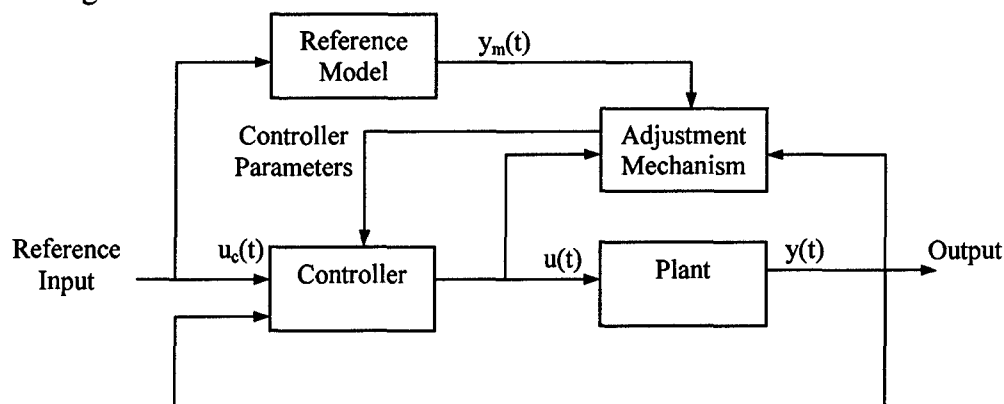 Reference
Model
y_m(t)
Controller
Parameters
Adjustment
Mechanism
Reference
Input
u_c(t)
Controller
u(t)
Plant
y(t)
Output